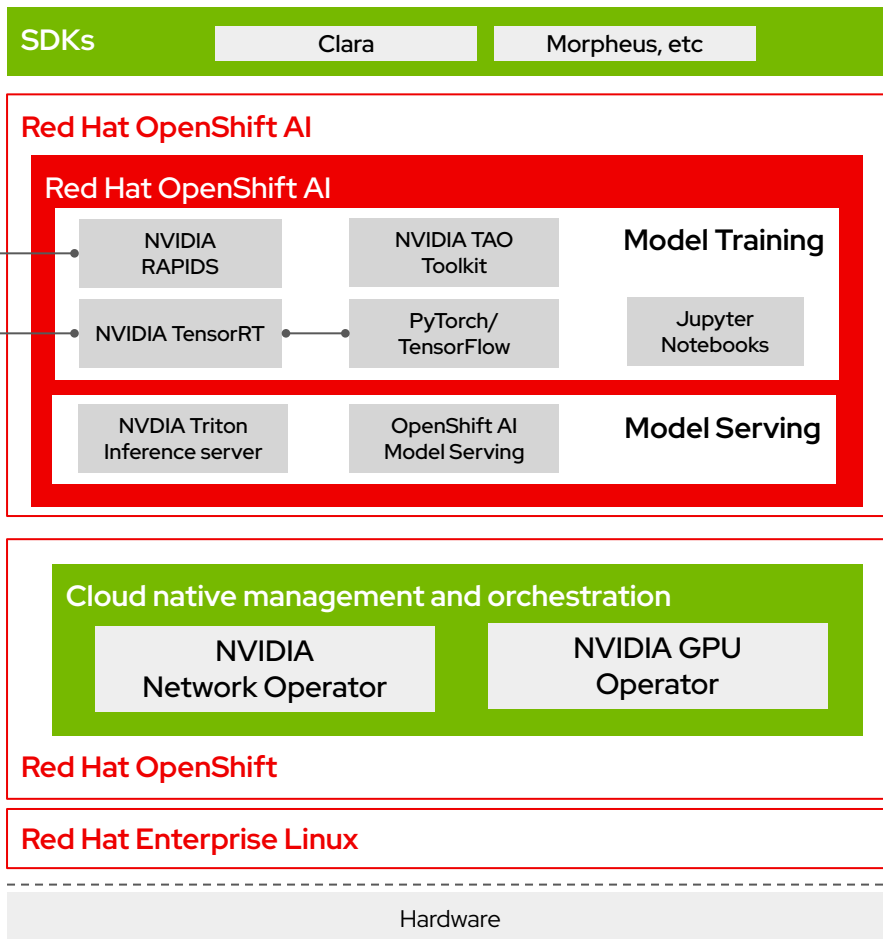 SDKs
Clara
Morpheus, etc
Red Hat OpenShift AI
Red Hat OpenShift AI
NVIDIA
RAPIDS
NVIDIA TAO
Toolkit
Model Training
NVIDIA TensorRT
PyTorch/
TensorFlow
Jupyter
Notebooks
NVDIA Triton
Inference server
OpenShift AI
Model Serving
Model Serving
Cloud native management and orchestration
NVIDIA
Network Operator
NVIDIA GPU
Operator
Red Hat OpenShift
Red Hat Enterprise Linux
Hardware